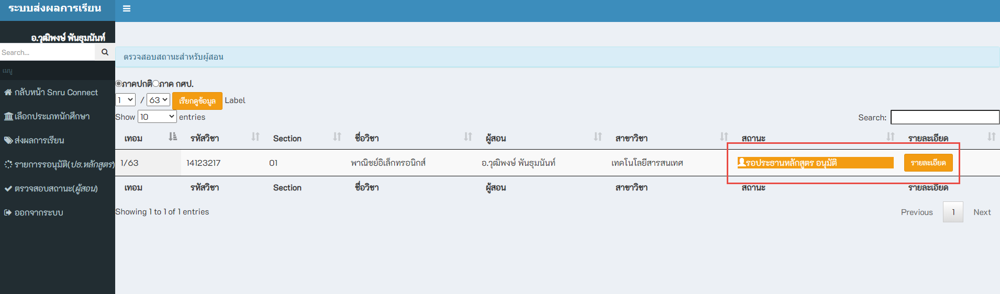 ระบบส่งผลการเรียน
อ.วุฒิพงษ์ พันธุมนันท์
Search...
เมนู
กลับหน้า Snru Connect
เลือกประเภทนักศึกษา
ส่งผลการเรียน
รายการรอนุมัติ(ปธ.หลักสูตร)
ตรวจสอบสถานะ(ผู้สอน)
ออกจากระบบ
ตรวจสอบสถานะสำหรับผู้สอน
ภาคปกติ ภาค กศป.
1 / 63 เรียกดูข้อมูล Label
Show 10 entries Search:
เทอม รหัสวิชา Section ชื่อวิชา ผู้สอน สาขาวิชา สถานะ รายละเอียด
1/63 14123217 01 พาณิชย์อิเล็กทรอนิกส์ อ.วุฒิพงษ์ พันธุมนันท์ เทคโนโลยีสารสนเทศ รอประธานหลักสูตร อนุมัติ รายละเอียด
เทอม รหัสวิชา Section ชื่อวิชา ผู้สอน สาขาวิชา สถานะ รายละเอียด
Showing 1 to 1 of 1 entries Previous 1 Next